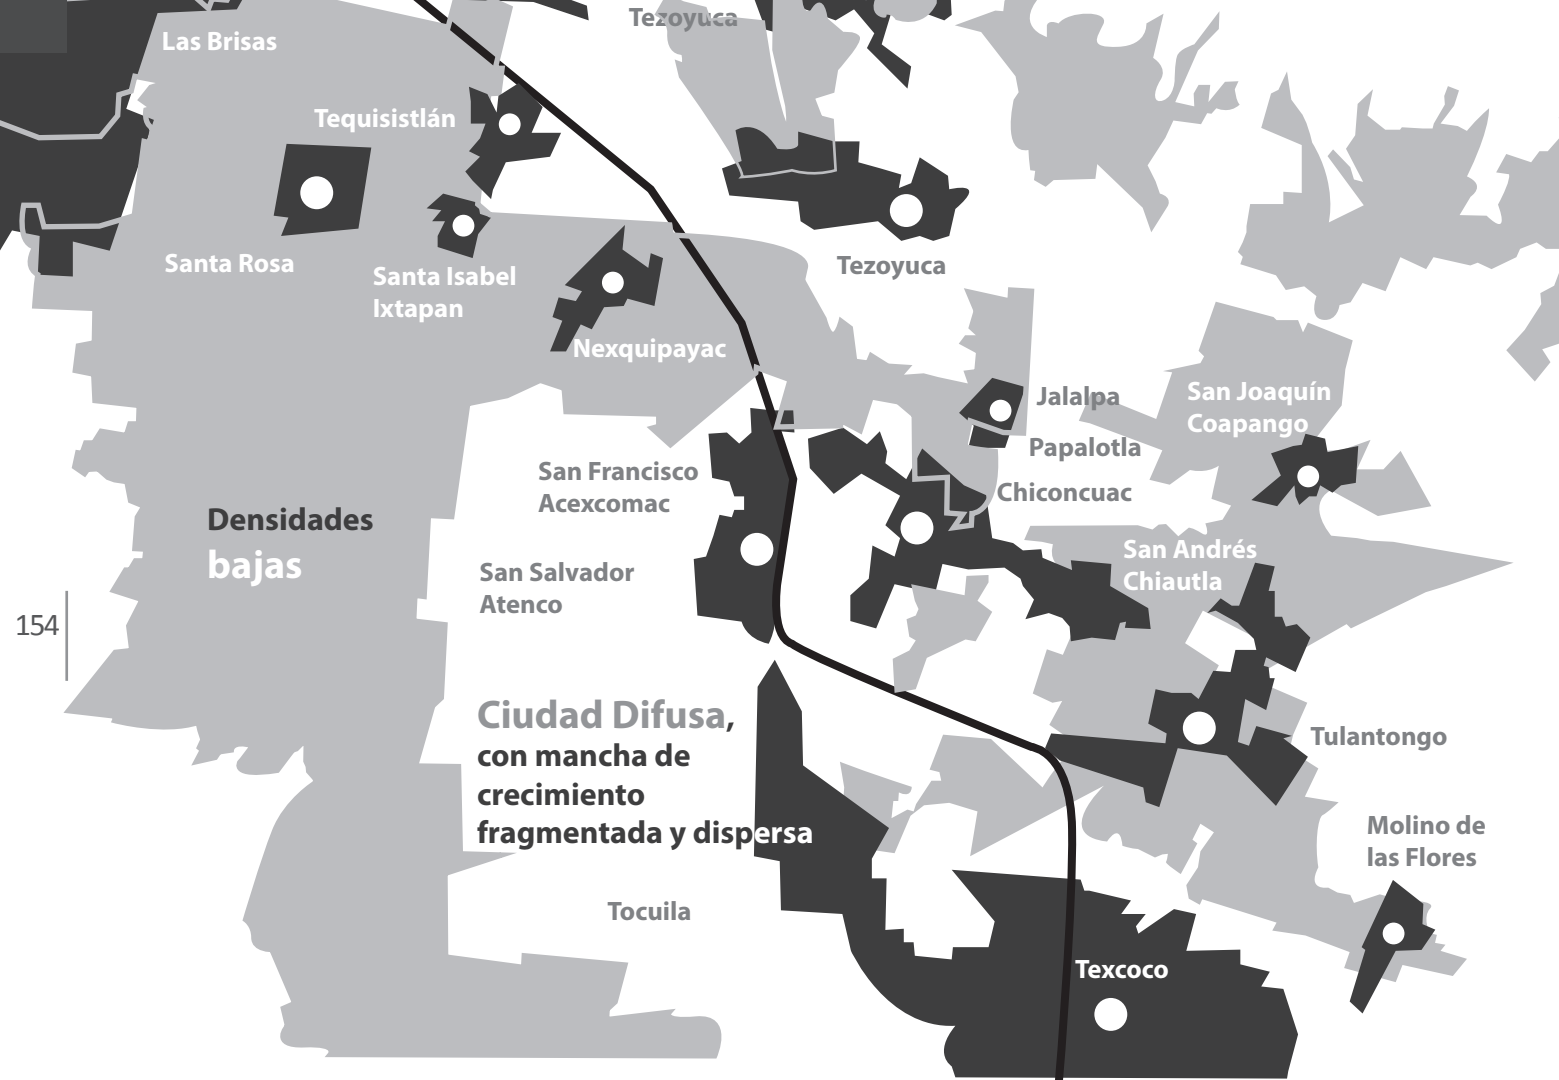 Tezoyuca
Las Brisas
Tequisistlán
Santa Rosa
Santa Isabel
Ixtapan
Tezoyuca
Nexquipayac
Jalalpa
San Joaquín
Coapango
Papalotla
San Francisco
Acexcomac
Chiconcuac
Densidades
bajas
San Andrés
Chiautla
San Salvador
Atenco
154
Ciudad Difusa,
con mancha de
crecimiento
fragmentada y dispersa
Tulantongo
Molino de
las Flores
Tocuila
Texcoco